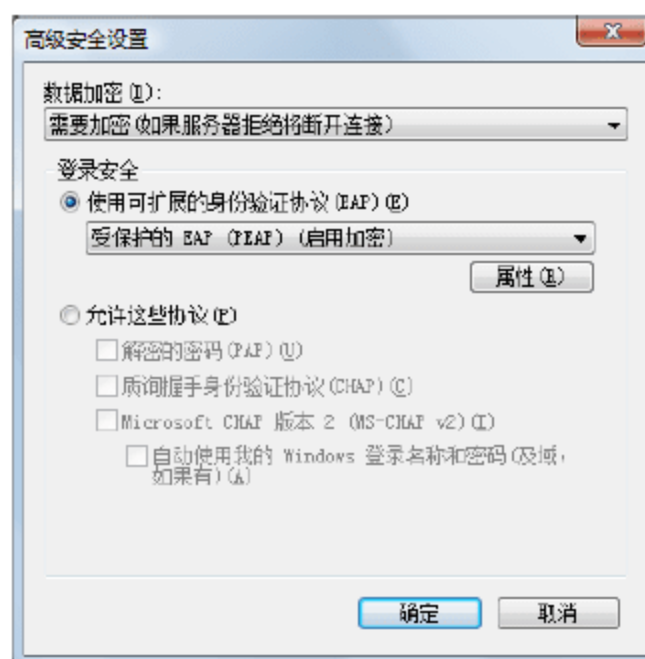 高级安全设置
数据加密(D):
需要加密(如果服务器拒绝将断开连接)
登录安全
使用可扩展的身份验证协议(EAP)(E)
受保护的 EAP (PEAP) (启用加密)
属性(R)
允许这些协议(P)
解密的密码(PAP)(U)
质询握手身份验证协议(CHAP)(C)
Microsoft CHAP 版本 2 (MS-CHAP v2)(I)
自动使用我的 Windows 登录名称和密码(及域,
如果有)(A)
确定
取消